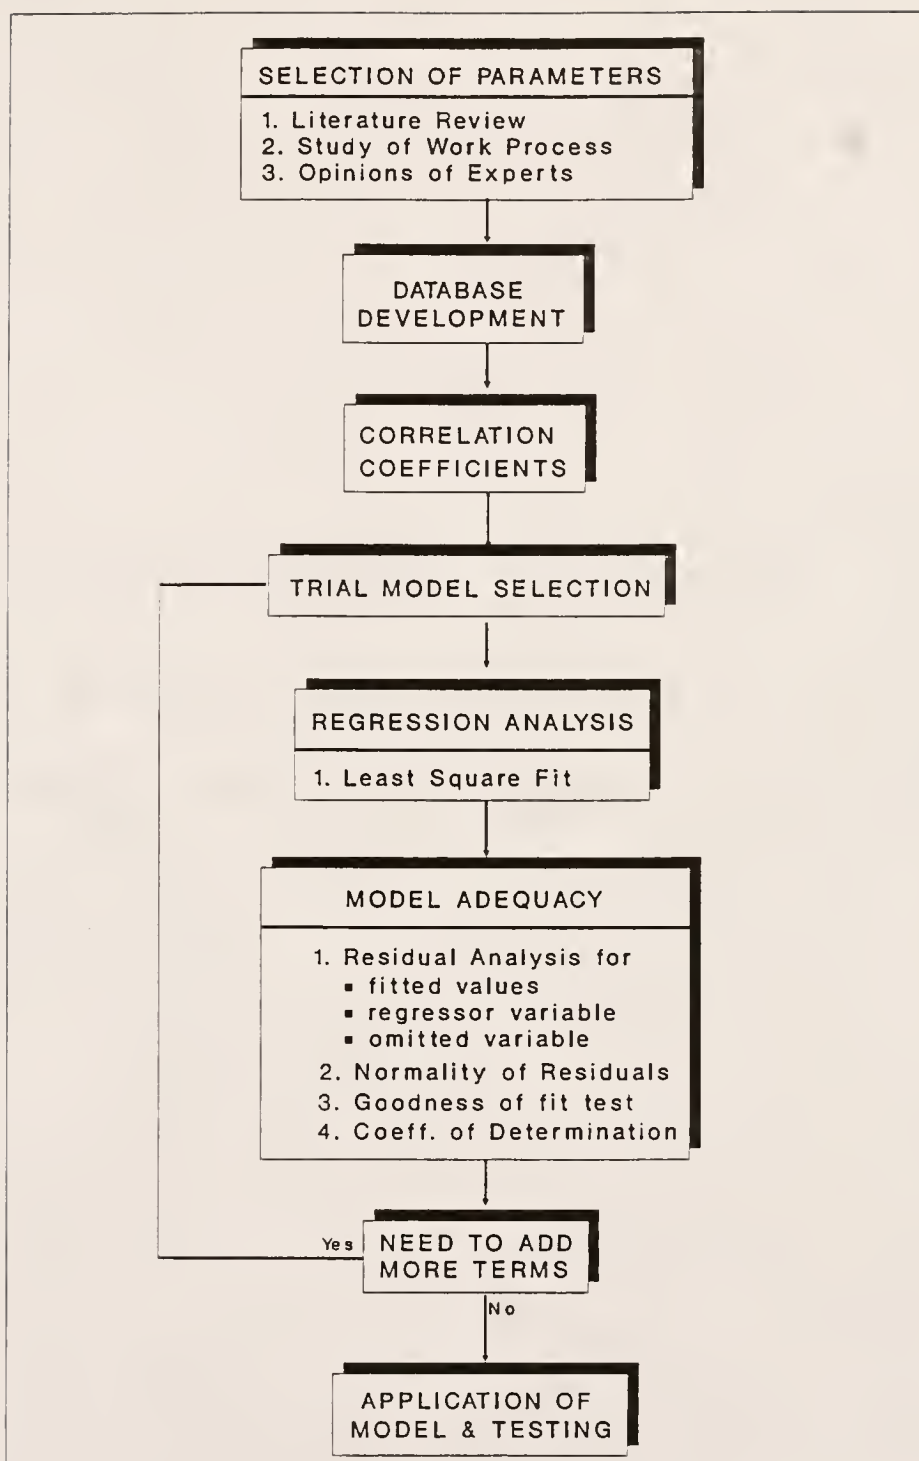 SELECTION OF PARAMETERS
1. Literature Review
2. Study of Work Process
3. Opinions of Experts
DATABASE
DEVELOPMENT
CORRELATION
COEFFICIENTS
TRIAL MODEL SELECTION
REGRESSION ANALYSIS
1. Least Square Fit
MODEL ADEQUACY
1. Residual Analysis for
▪ fitted values
▪ regressor variable
▪ omitted variable
2. Normality of Residuals
3. Goodness of fit test
4. Coeff. of Determination
Yes
NEED TO ADD
MORE TERMS
No
APPLICATION OF
MODEL & TESTING